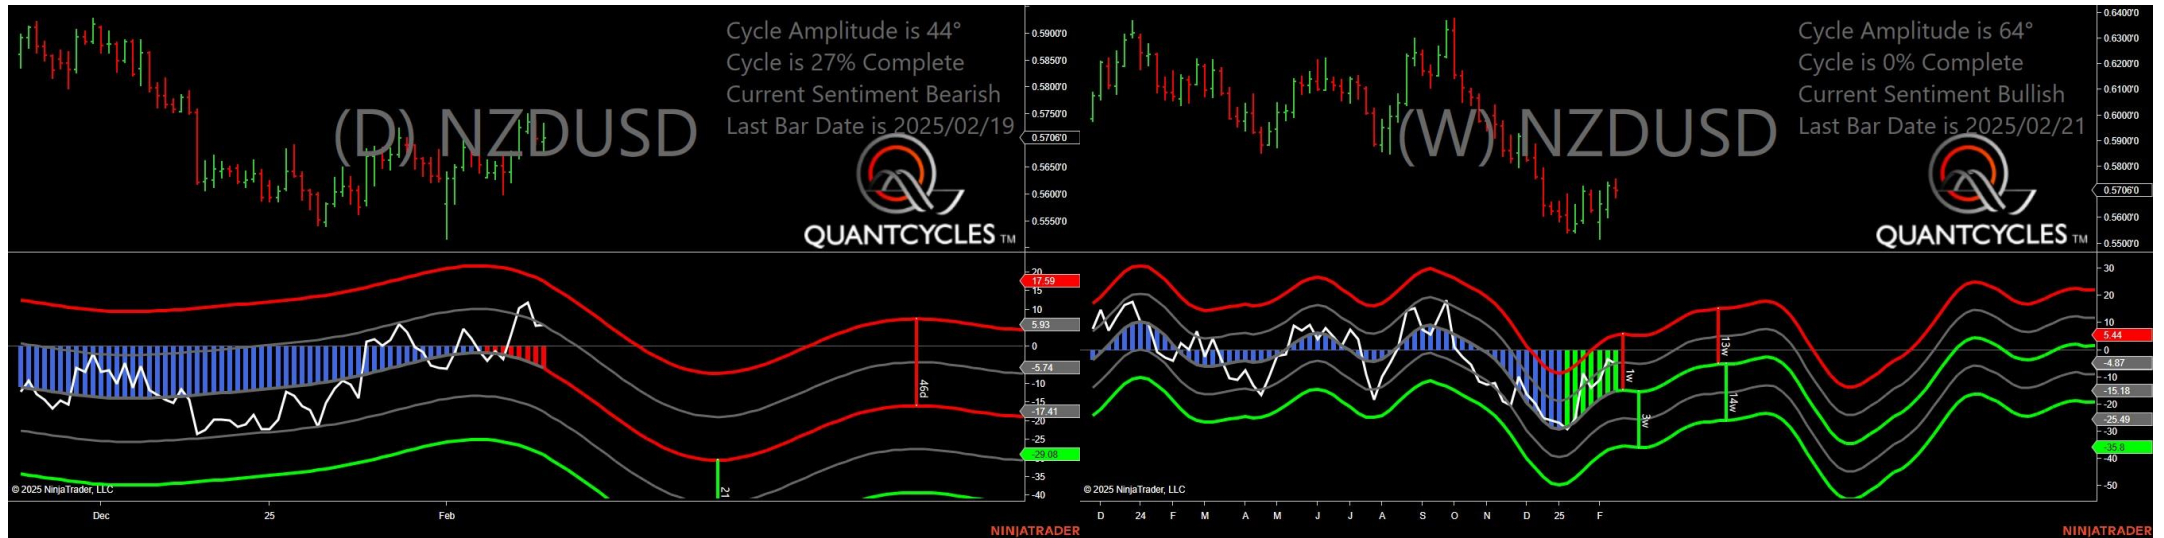 Cycle Amplitude is 44°
Cycle is 27% Complete
Current Sentiment Bearish
Last Bar Date is 2025/02/19
(D) NZDUSD
QUANTCYCLES TM
0.5900'0
0.5850'0
0.5800'0
0.5750'0
0.5706'0
0.5650'0
0.5600'0
0.5550'0
20
17.59
15
10
5.93
0
-5.74
-10
-15
-17.41
-20
-25
-29.08
-35
-40
46d
21
© 2025 NinjaTrader, LLC
Dec 25 Feb
NINJATRADER
Cycle Amplitude is 64°
Cycle is 0% Complete
Current Sentiment Bullish
Last Bar Date is 2025/02/21
(W) NZDUSD
QUANTCYCLES TM
0.6400'0
0.6300'0
0.6200'0
0.6100'0
0.6000'0
0.5900'0
0.5800'0
0.5706'0
0.5600'0
0.5500'0
30
20
10
5.44
0
-4.87
-10
-15.18
-20
-25.49
-30
-35.8
-40
-50
1w
3w
13w
14w
© 2025 NinjaTrader, LLC
D 24 F M A M J J A S O N D 25 F
NINJATRADER